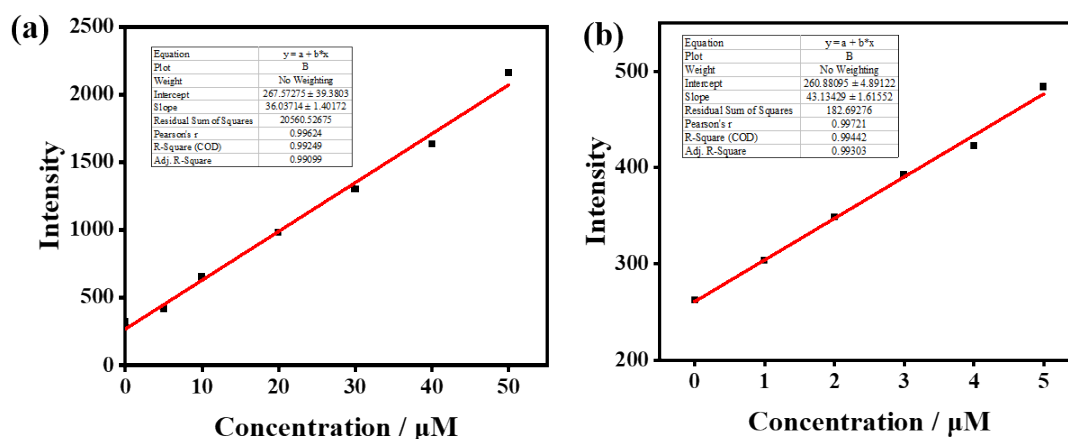 (a)
Intensity
2500
2000
1500
1000
500
0
Equation y = a + b*x
Plot B
Weight No Weighting
Intercept 267.57275 ± 39.3803
Slope 36.03714 ± 1.40172
Residual Sum of Squares 20560.52675
Pearson's r 0.99624
R-Square (COD) 0.99249
Adj. R-Square 0.99099
0 10 20 30 40 50
Concentration / μM
(b)
Intensity
500
400
300
200
Equation y = a + b*x
Plot B
Weight No Weighting
Intercept 260.88095 ± 4.89122
Slope 43.13429 ± 1.61552
Residual Sum of Squares 182.69276
Pearson's r 0.99721
R-Square (COD) 0.99442
Adj. R-Square 0.99303
0 1 2 3 4 5
Concentration / μM